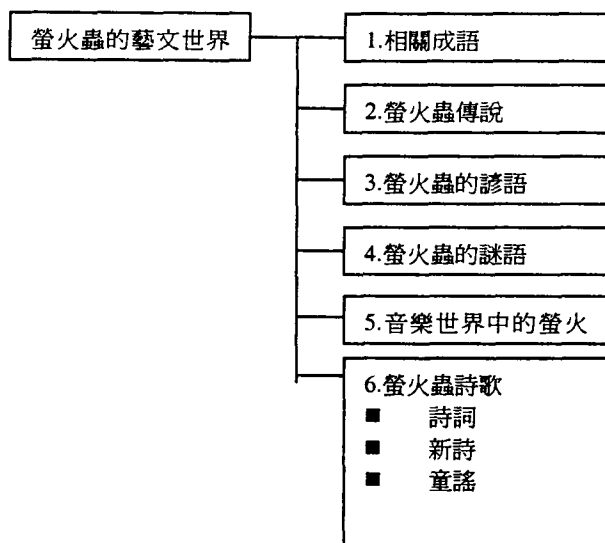 螢火蟲的藝文世界
1.相關成語
2.螢火蟲傳說
3.螢火蟲的諺語
4.螢火蟲的謎語
5.音樂世界中的螢火
6.螢火蟲詩歌
■ 詩詞
■ 新詩
■ 童謠